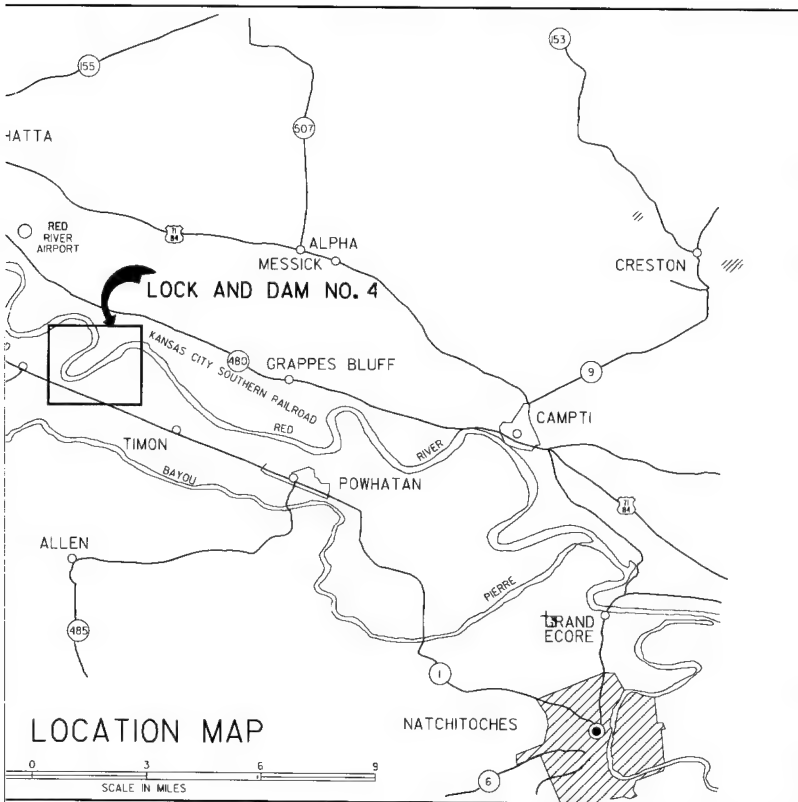 153
155
507
HATTA
RED
RIVER
AIRPORT
71
84
ALPHA
MESSICK
CRESTON
LOCK AND DAM NO. 4
KANSAS CITY SOUTHERN RAILROAD
480
GRAPPES BLUFF
9
CAMPTI
RED
RIVER
TIMON
BAYOU
POWHATAN
71
84
ALLEN
PIERRE
GRAND
ECORE
485
1
LOCATION MAP
NATCHITOCHES
6
0 3 6 9
SCALE IN MILES